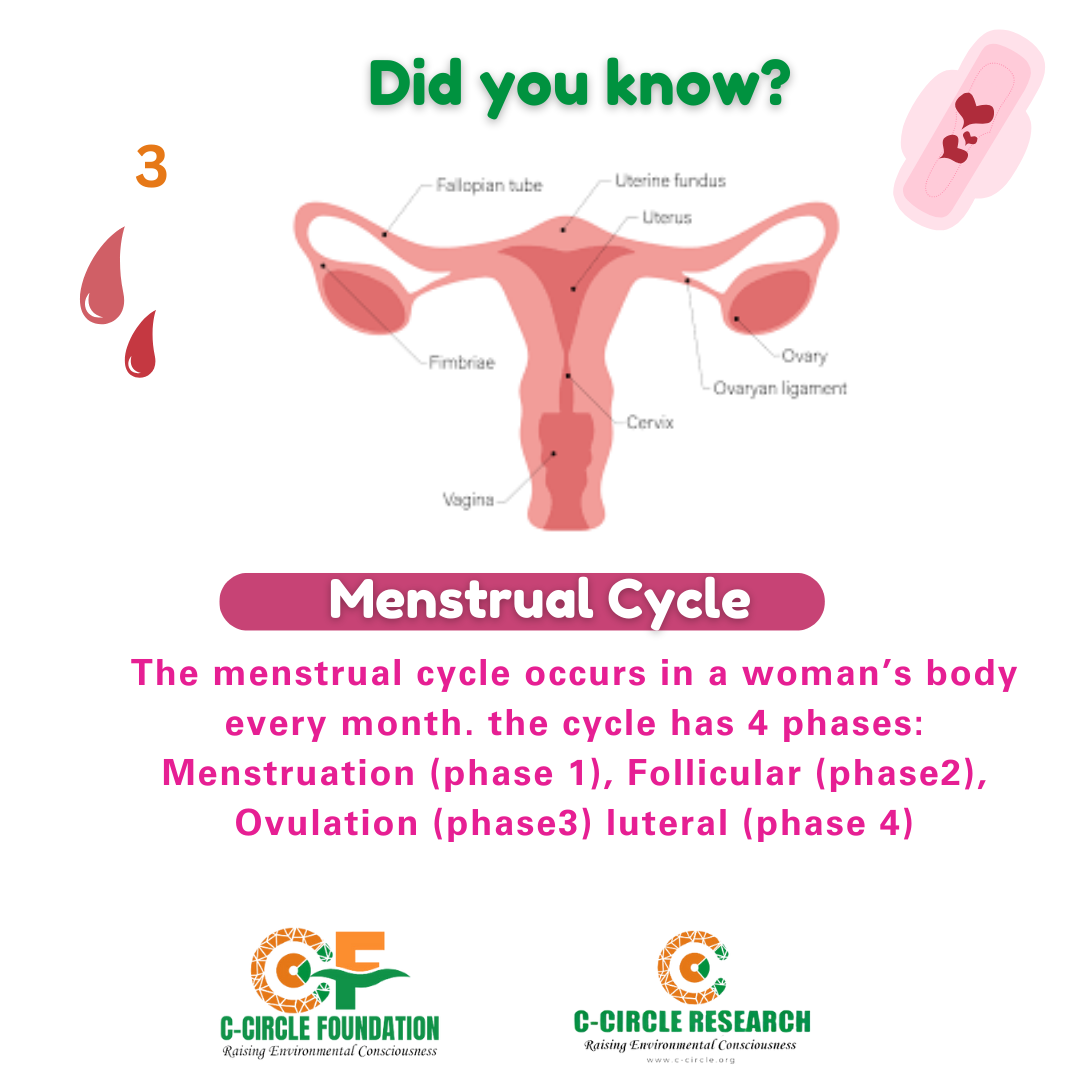 Did you know?
3
Fallopian tube
Uterine fundus
Uterus
Fimbriae
Ovary
Ovaryan ligament
Cervix
Vagina
Menstrual Cycle
The menstrual cycle occurs in a woman’s body
every month. the cycle has 4 phases:
Menstruation (phase 1), Follicular (phase2),
Ovulation (phase3) luteral (phase 4)
CF
C-CIRCLE FOUNDATION
Raising Environmental Consciousness
C
C-CIRCLE RESEARCH
Raising Environmental Consciousness
www.c-circle.org